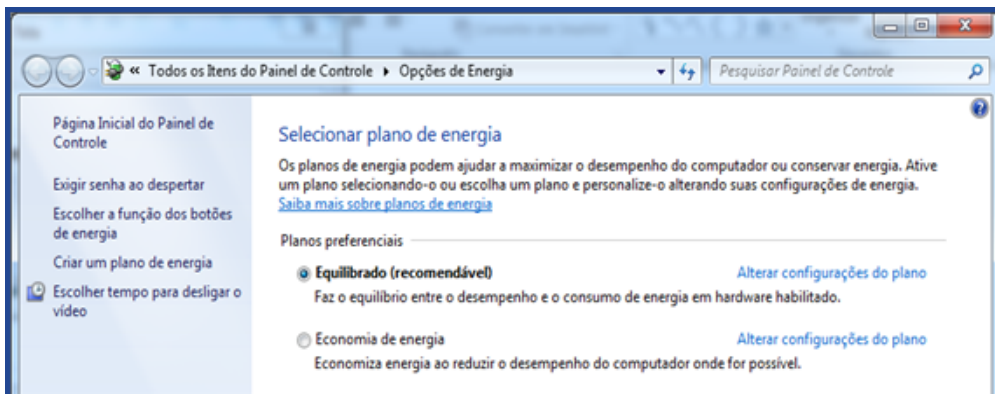 « Todos os Itens do Painel de Controle ▸ Opções de Energia
Pesquisar Painel de Controle
Página Inicial do Painel de
Controle
Exigir senha ao despertar
Escolher a função dos botões
de energia
Criar um plano de energia
Escolher tempo para desligar o
vídeo
Selecionar plano de energia
Os planos de energia podem ajudar a maximizar o desempenho do computador ou conservar energia. Ative
um plano selecionando-o ou escolha um plano e personalize-o alterando suas configurações de energia.
Saiba mais sobre planos de energia
Planos preferenciais
Equilibrado (recomendável) Alterar configurações do plano
Faz o equilíbrio entre o desempenho e o consumo de energia em hardware habilitado.
Economia de energia Alterar configurações do plano
Economiza energia ao reduzir o desempenho do computador onde for possível.